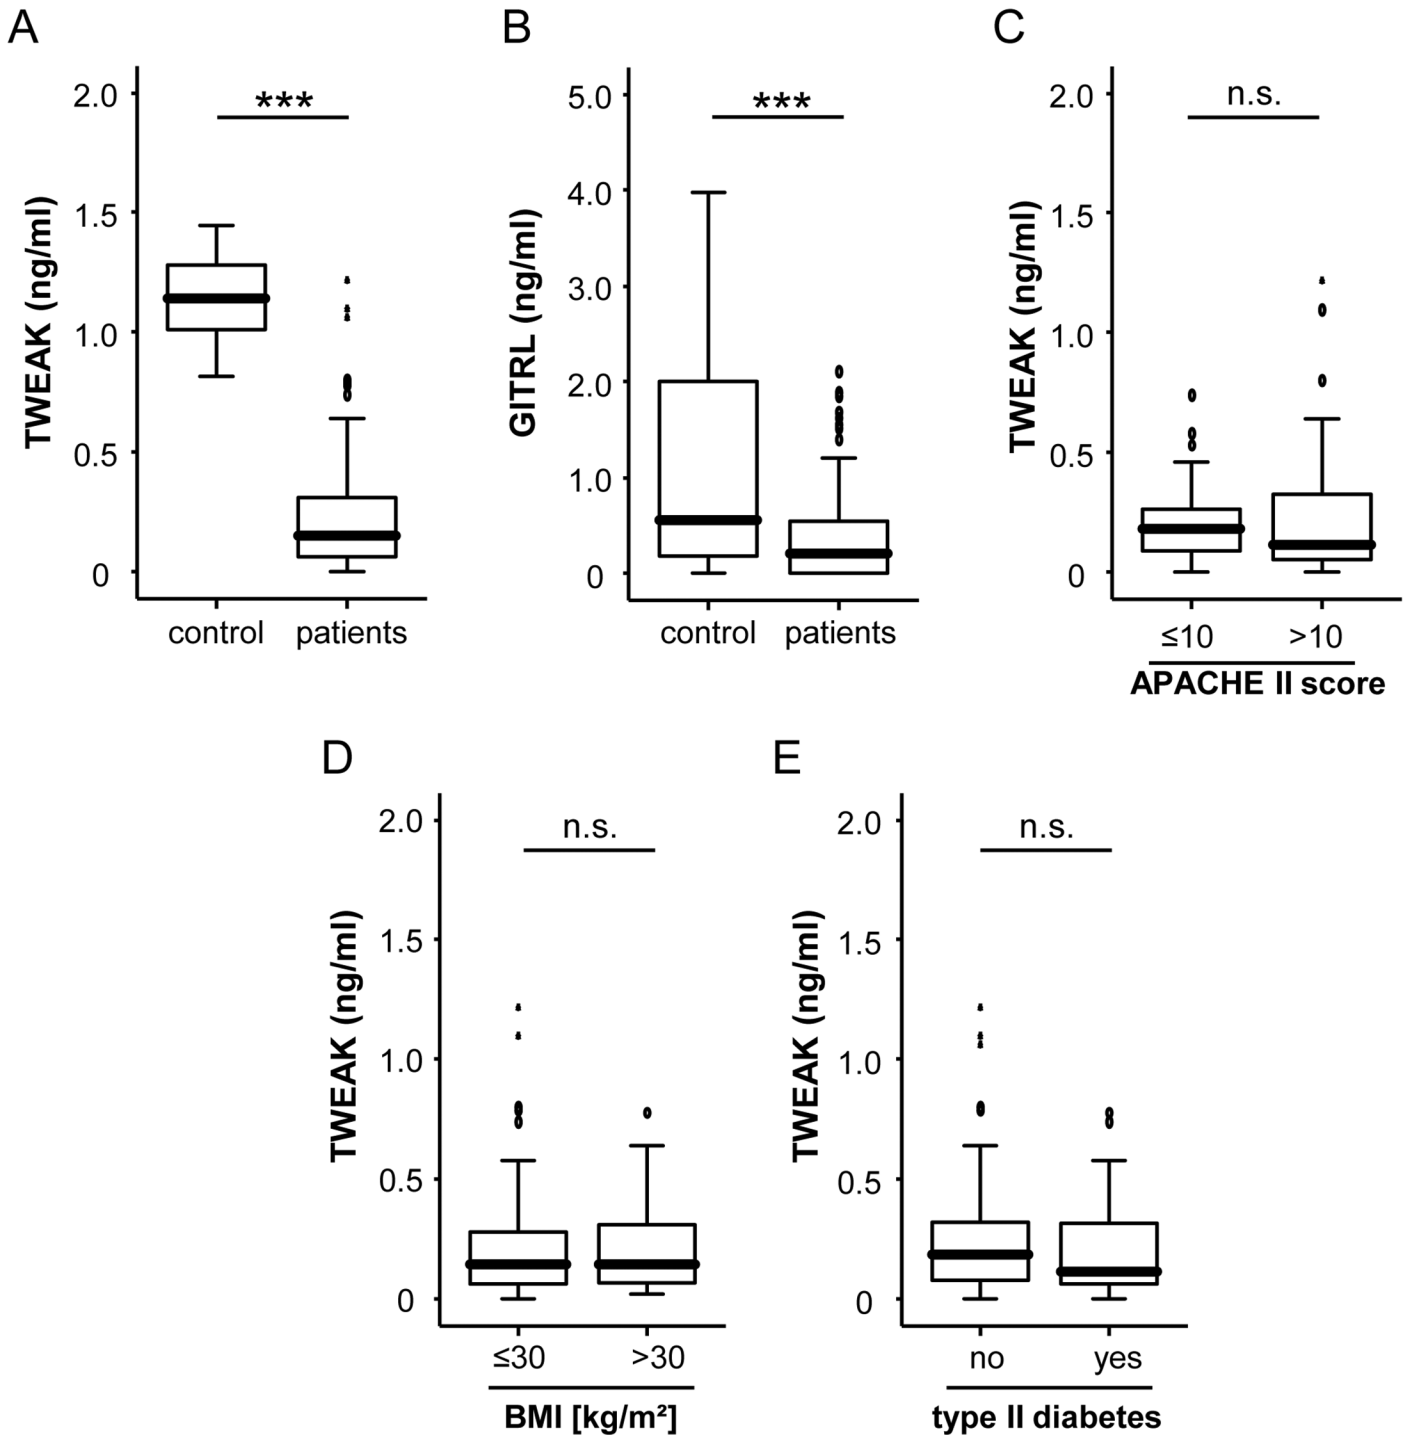 A
TWEAK (ng/ml)
2.0
1.5
1.0
0.5
0
***
control patients
B
GITRL (ng/ml)
5.0
4.0
3.0
2.0
1.0
0
***
control patients
C
TWEAK (ng/ml)
2.0
1.5
1.0
0.5
0
n.s.
≤10 >10
APACHE II score
D
TWEAK (ng/ml)
2.0
1.5
1.0
0.5
0
n.s.
≤30 >30
BMI [kg/m²]
E
TWEAK (ng/ml)
2.0
1.5
1.0
0.5
0
n.s.
no yes
type II diabetes